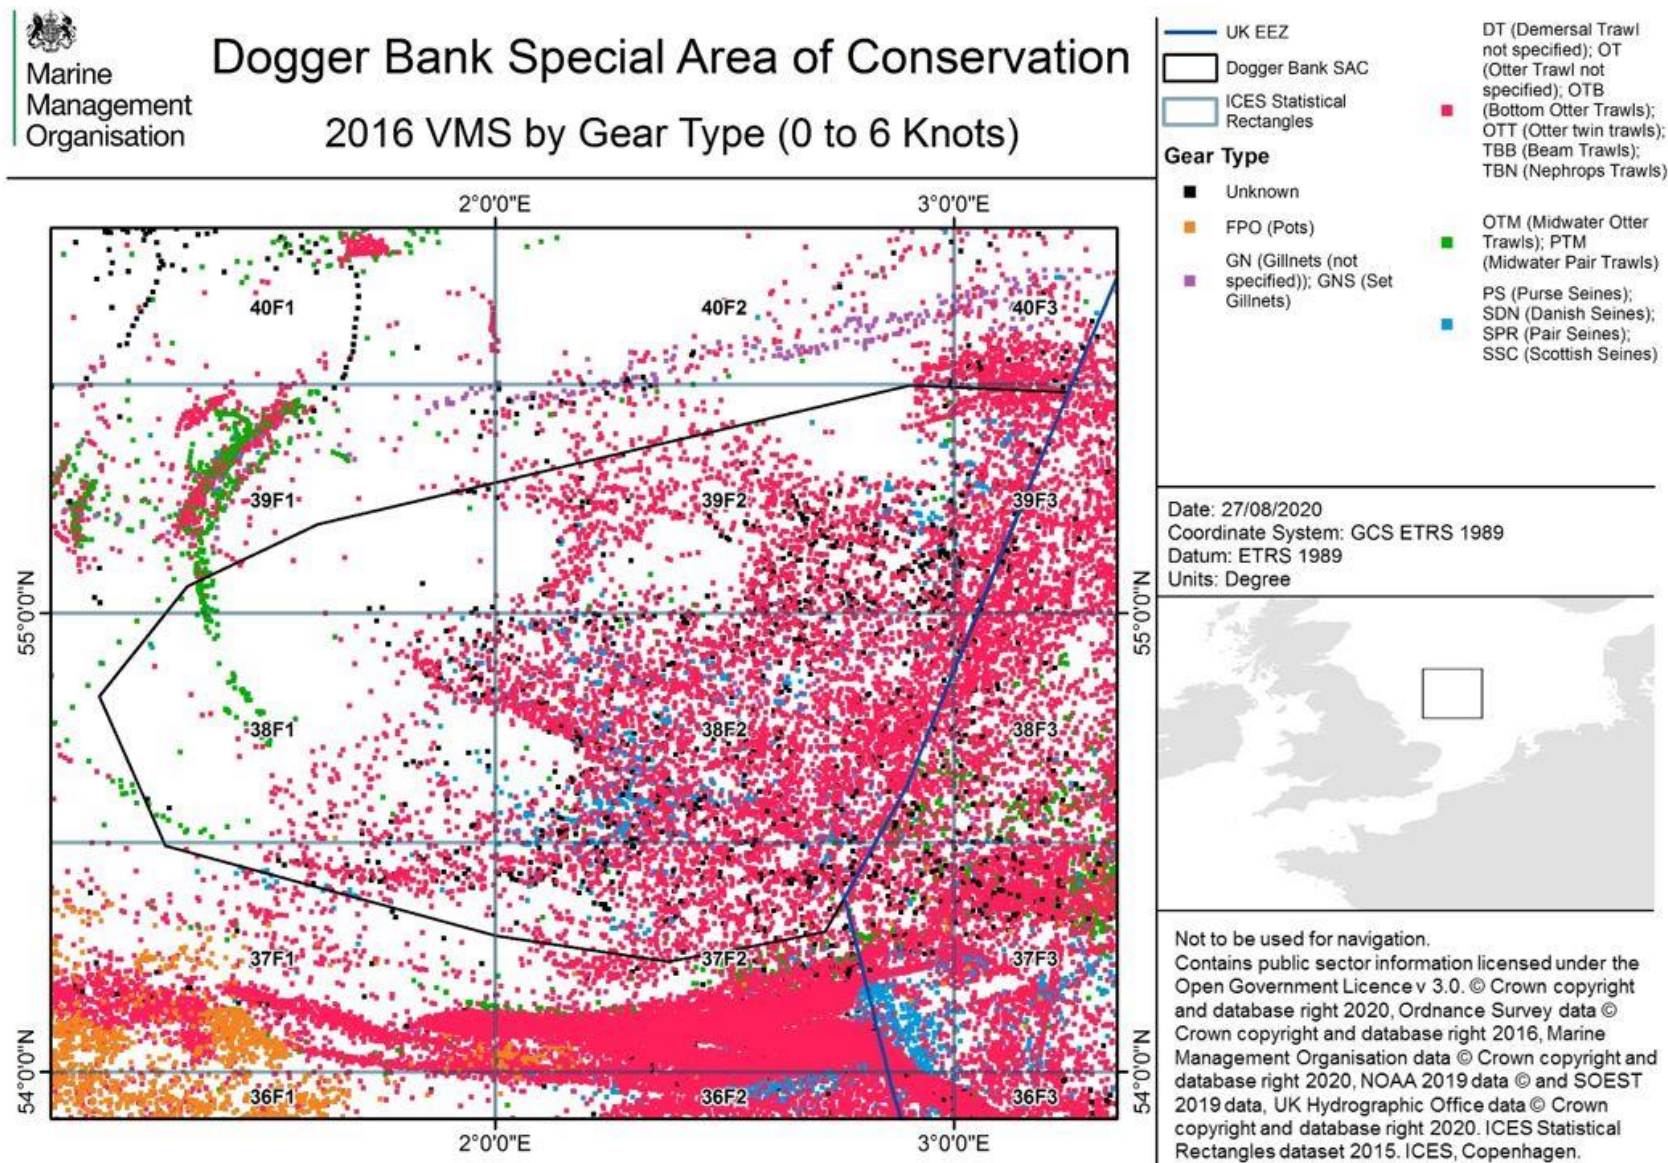 Marine
Management
Organisation
Dogger Bank Special Area of Conservation
2016 VMS by Gear Type (0 to 6 Knots)
2°0'0"E
3°0'0"E
40F1
40F2
40F3
39F1
39F2
39F3
55°0'0"N
55°0'0"N
38F1
38F2
38F3
37F1
37F2
37F3
54°0'0"N
54°0'0"N
36F1
36F2
36F3
2°0'0"E
3°0'0"E
UK EEZ
Dogger Bank SAC
ICES Statistical
Rectangles
Gear Type
Unknown
FPO (Pots)
GN (Gillnets (not
specified)); GNS (Set
Gillnets)
DT (Demersal Trawl
not specified); OT
(Otter Trawl not
specified); OTB
(Bottom Otter Trawls);
OTT (Otter twin trawls);
TBB (Beam Trawls);
TBN (Nephrops Trawls)
OTM (Midwater Otter
Trawls); PTM
(Midwater Pair Trawls)
PS (Purse Seines);
SDN (Danish Seines);
SPR (Pair Seines);
SSC (Scottish Seines)
Date: 27/08/2020
Coordinate System: GCS ETRS 1989
Datum: ETRS 1989
Units: Degree
Not to be used for navigation.
Contains public sector information licensed under the
Open Government Licence v 3.0. © Crown copyright
and database right 2020, Ordnance Survey data ©
Crown copyright and database right 2016, Marine
Management Organisation data © Crown copyright and
database right 2020, NOAA 2019 data © and SOEST
2019 data, UK Hydrographic Office data © Crown
copyright and database right 2020. ICES Statistical
Rectangles dataset 2015. ICES, Copenhagen.